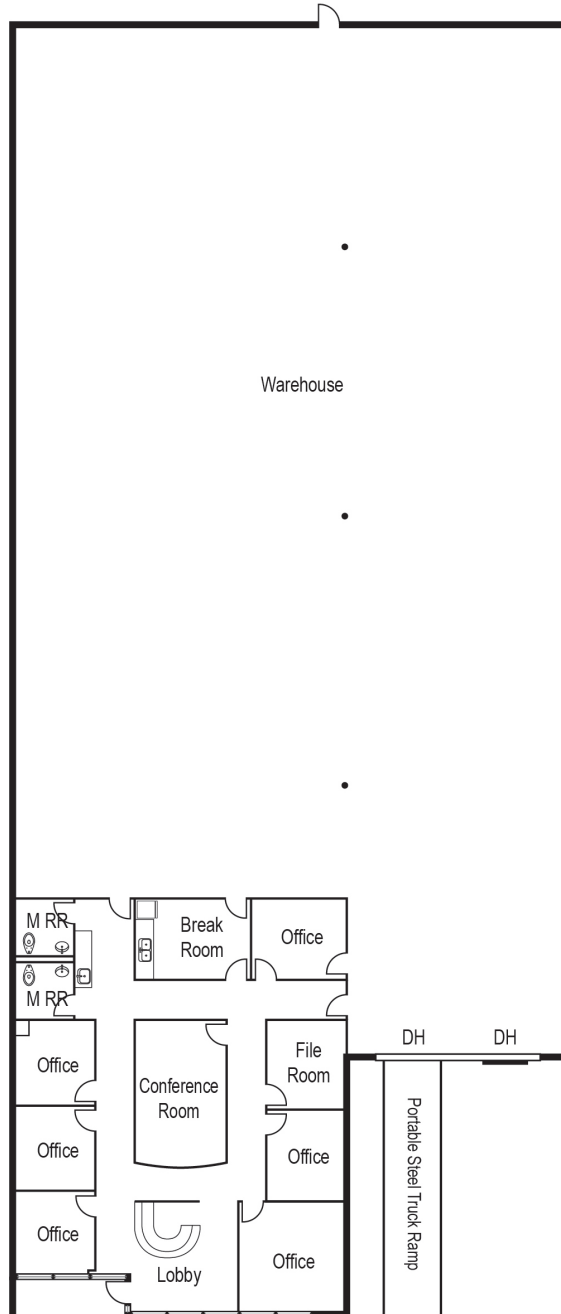 Warehouse
M RR
Break
Room
Office
M RR
DH
DH
Office
Conference
Room
File
Room
Office
Office
Portable Steel Truck Ramp
Office
Lobby
Office